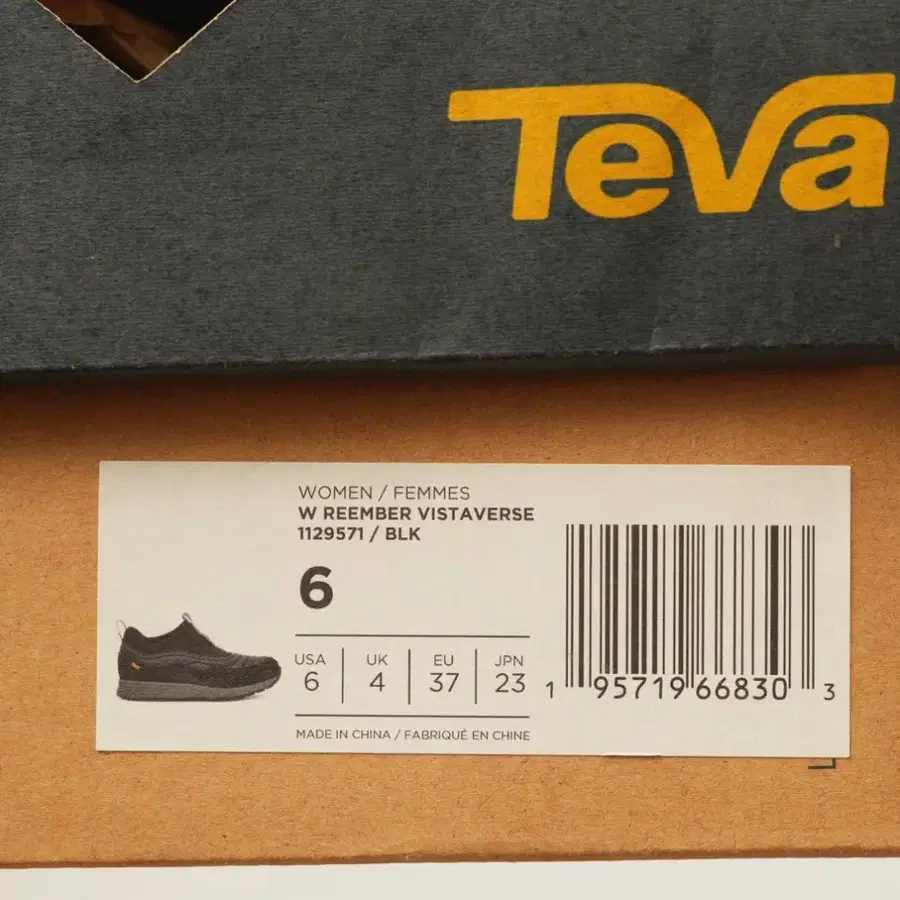 Teva
WOMEN / FEMMES
W REEMBER VISTAVERSE
1129571 / BLK
6
USA UK EU JPN
6 4 37 23
MADE IN CHINA / FABRIQUÉ EN CHINE
1 95719 66830 3